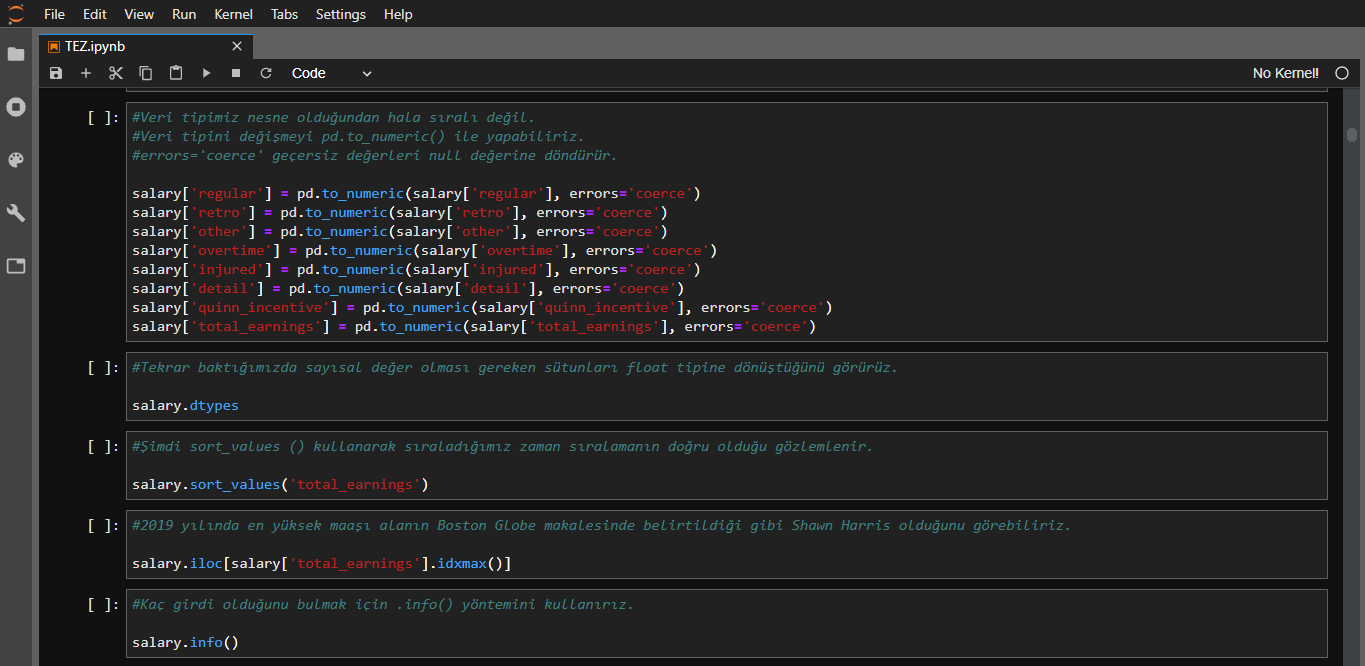 File Edit View Run Kernel Tabs Settings Help
TEZ.ipynb
Code
No Kernel!
[ ]:
#Veri tipimiz nesne olduğundan hala sıralı değil.
#Veri tipini değişmeyi pd.to_numeric() ile yapabiliriz.
#errors='coerce' geçersiz değerleri null değerine döndürür.
salary['regular'] = pd.to_numeric(salary['regular'], errors='coerce')
salary['retro'] = pd.to_numeric(salary['retro'], errors='coerce')
salary['other'] = pd.to_numeric(salary['other'], errors='coerce')
salary['overtime'] = pd.to_numeric(salary['overtime'], errors='coerce')
salary['injured'] = pd.to_numeric(salary['injured'], errors='coerce')
salary['detail'] = pd.to_numeric(salary['detail'], errors='coerce')
salary['quinn_incentive'] = pd.to_numeric(salary['quinn_incentive'], errors='coerce')
salary['total_earnings'] = pd.to_numeric(salary['total_earnings'], errors='coerce')
[ ]:
#Tekrar baktığımızda sayısal değer olması gereken sütunları float tipine dönüştüğünü görürüz.
salary.dtypes
[ ]:
#Şimdi sort_values () kullanarak sıraladığımız zaman sıralamanın doğru olduğu gözlemlenir.
salary.sort_values('total_earnings')
[ ]:
#2019 yılında en yüksek maaşı alanın Boston Globe makalesinde belirtildiği gibi Shawn Harris olduğunu görebiliriz.
salary.iloc[salary['total_earnings'].idxmax()]
[ ]:
#Kaç girdi olduğunu bulmak için .info() yöntemini kullanırız.
salary.info()